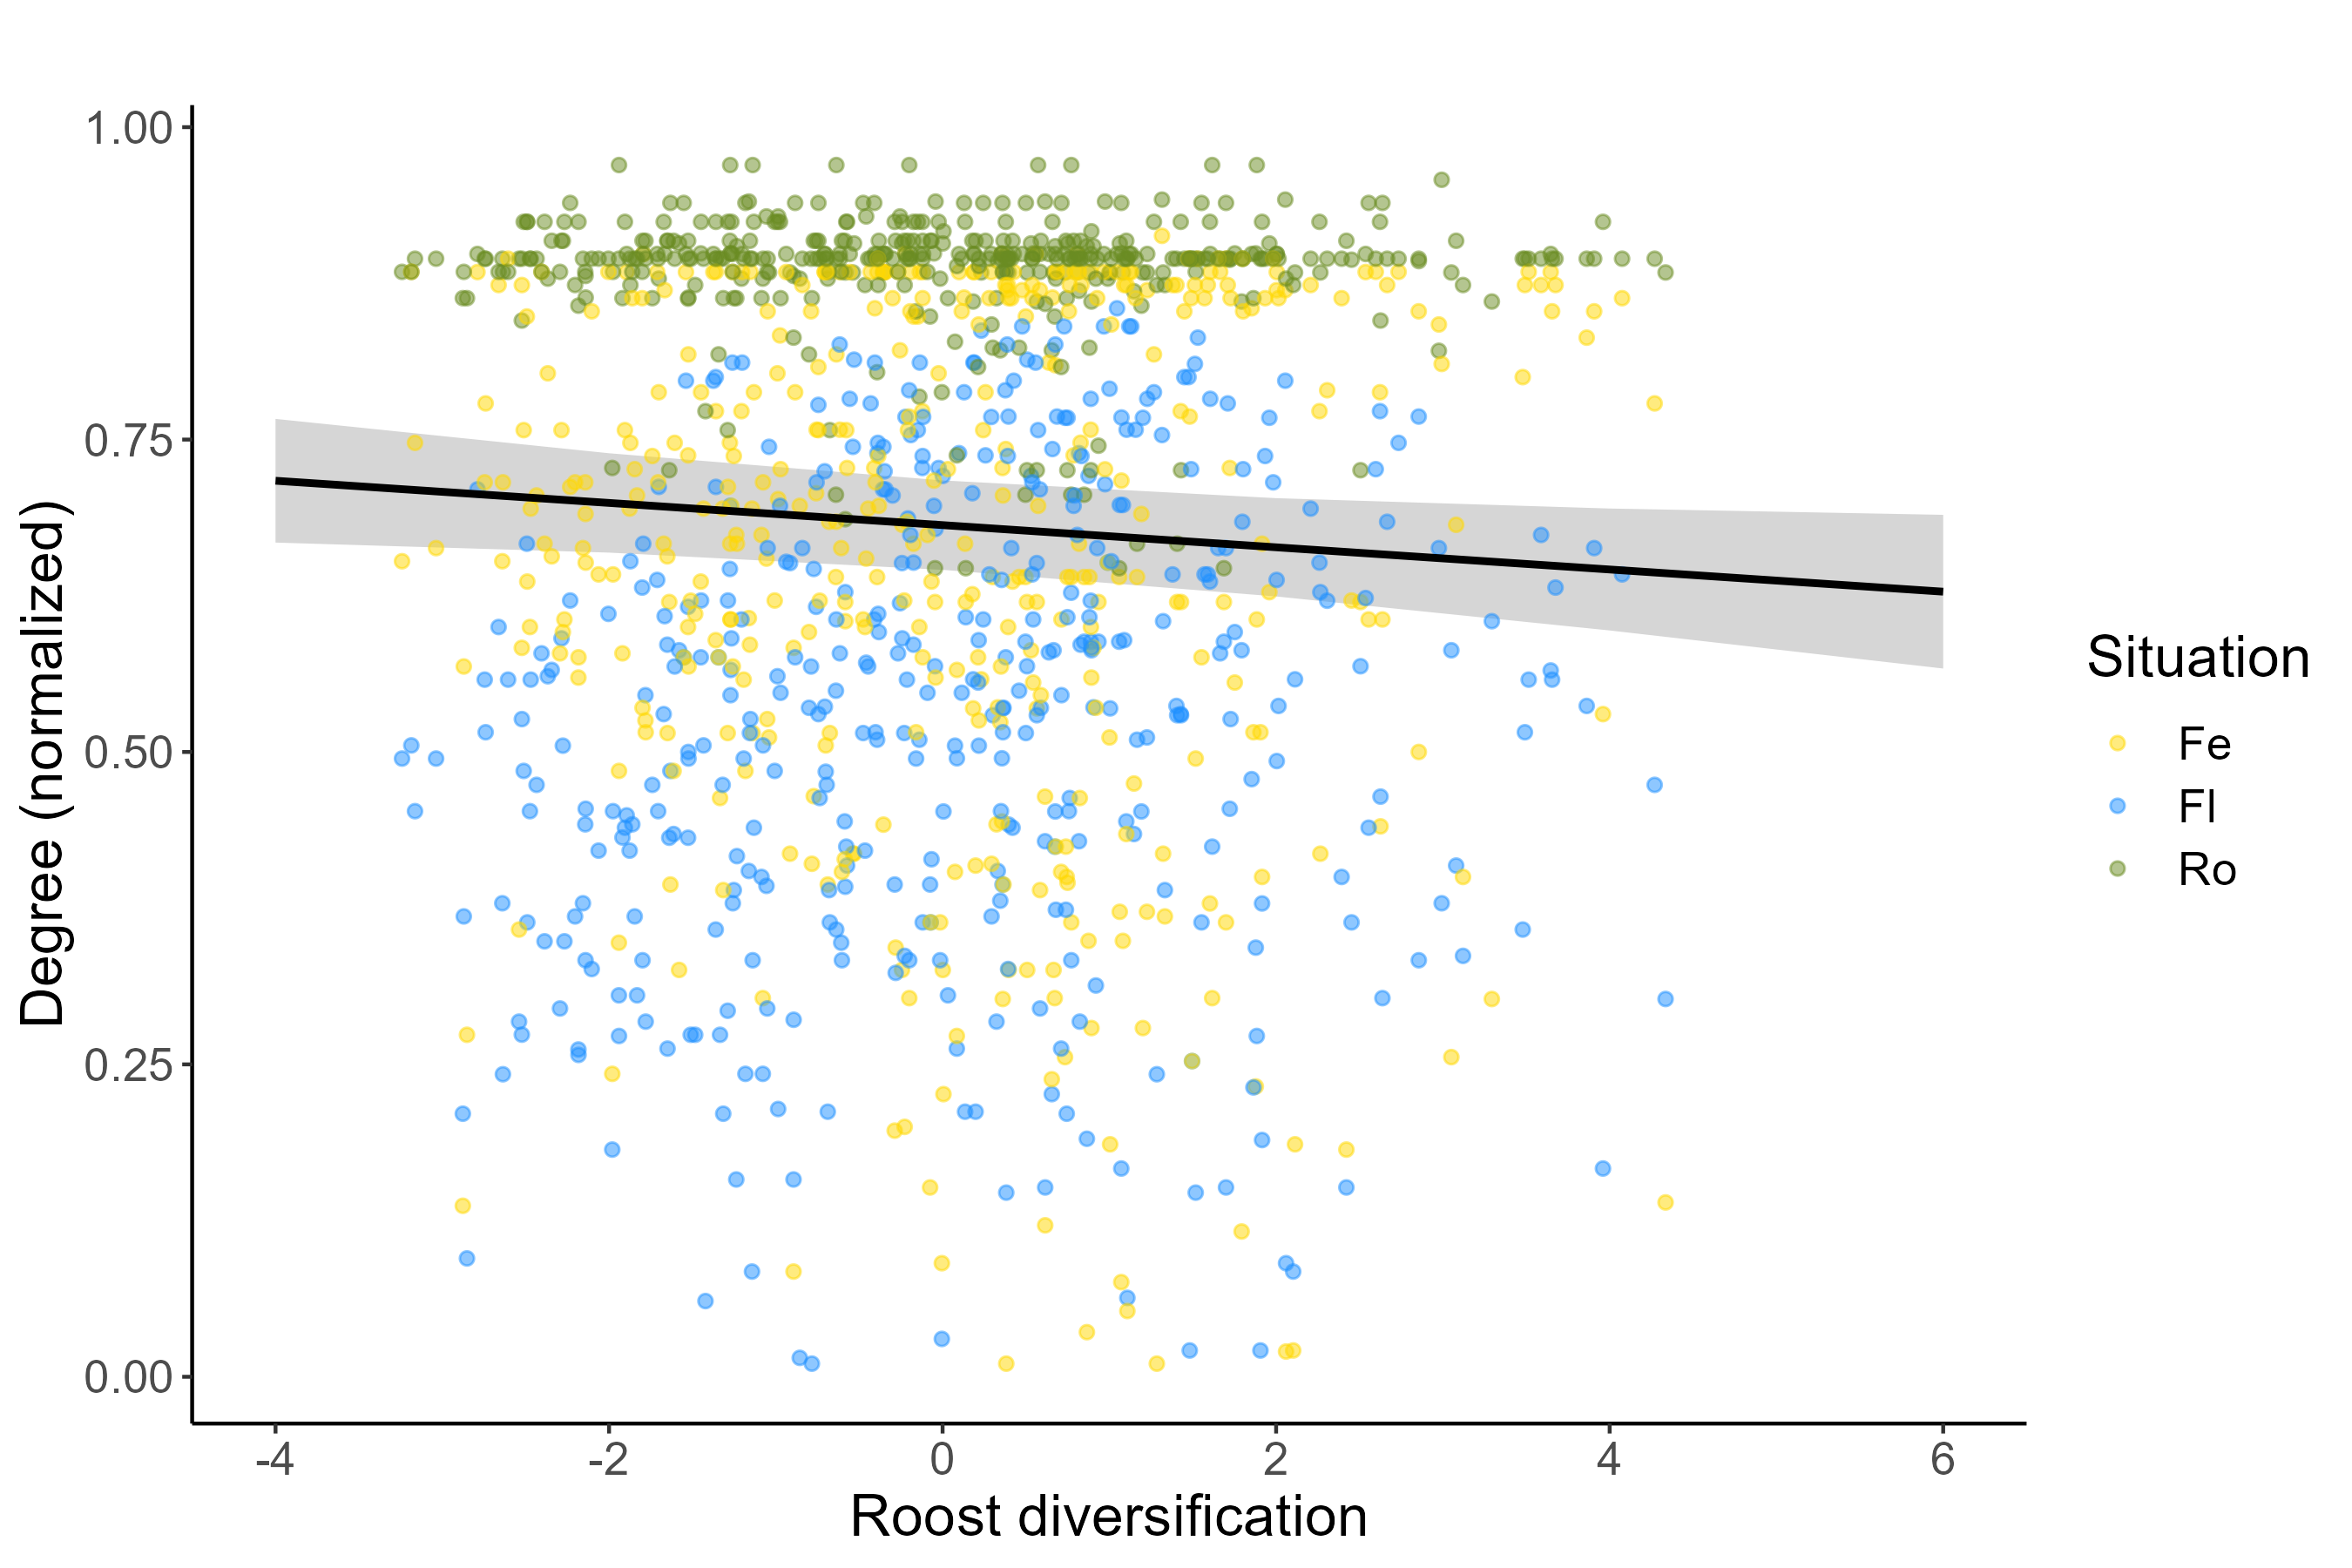 1.00
0.75
0.50
0.25
0.00
Degree (normalized)
-4
-2
0
2
4
6
Roost diversification
Situation
Fe
Fl
Ro